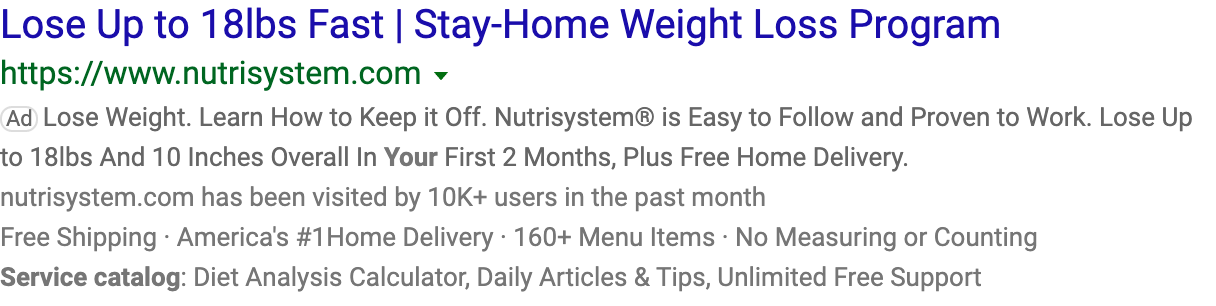 Lose Up to 18lbs Fast | Stay-Home Weight Loss Program
https://www.nutrisystem.com
Ad Lose Weight. Learn How to Keep it Off. Nutrisystem® is Easy to Follow and Proven to Work. Lose Up
to 18lbs And 10 Inches Overall In Your First 2 Months, Plus Free Home Delivery.
nutrisystem.com has been visited by 10K+ users in the past month
Free Shipping · America's #1Home Delivery · 160+ Menu Items · No Measuring or Counting
Service catalog: Diet Analysis Calculator, Daily Articles & Tips, Unlimited Free Support